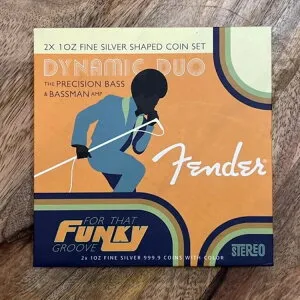 2X 1OZ FINE SILVER SHAPED COIN SET
DYNAMIC DUO
THE PRECISION BASS
& BASSMAN AMP
Fender
FOR THAT
FUNKY
GROOVE
STEREO
2x 1OZ FINE SILVER 999.9 COINS WITH COLOR